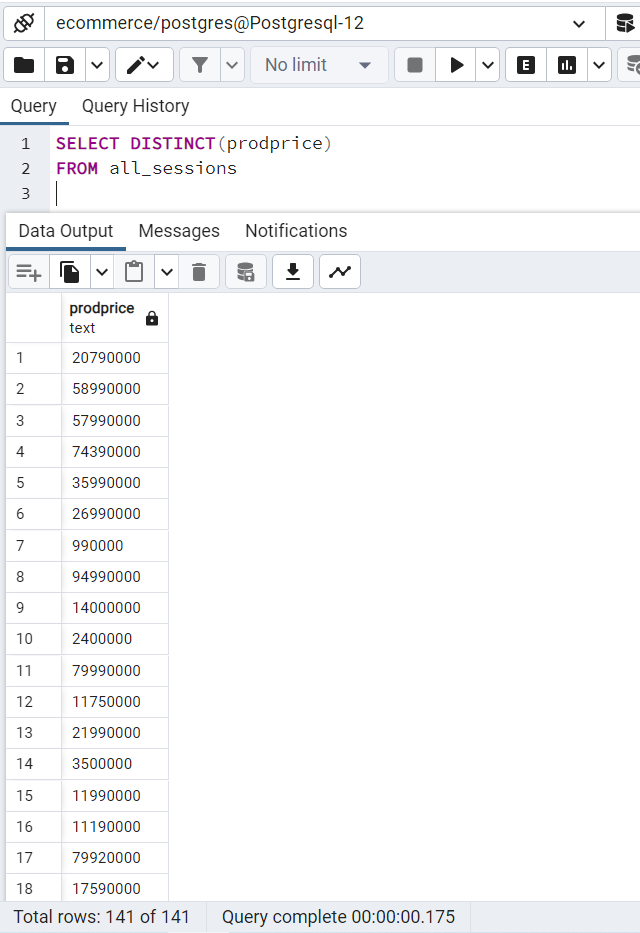 ecommerce/postgres@Postgresql-12
No limit
E
Query Query History
1 SELECT DISTINCT(prodprice)
2 FROM all_sessions
3
Data Output Messages Notifications
prodprice
text
1 20790000
2 58990000
3 57990000
4 74390000
5 35990000
6 26990000
7 990000
8 94990000
9 14000000
10 2400000
11 79990000
12 11750000
13 21990000
14 3500000
15 11990000
16 11190000
17 79920000
18 17590000
Total rows: 141 of 141 Query complete 00:00:00.175